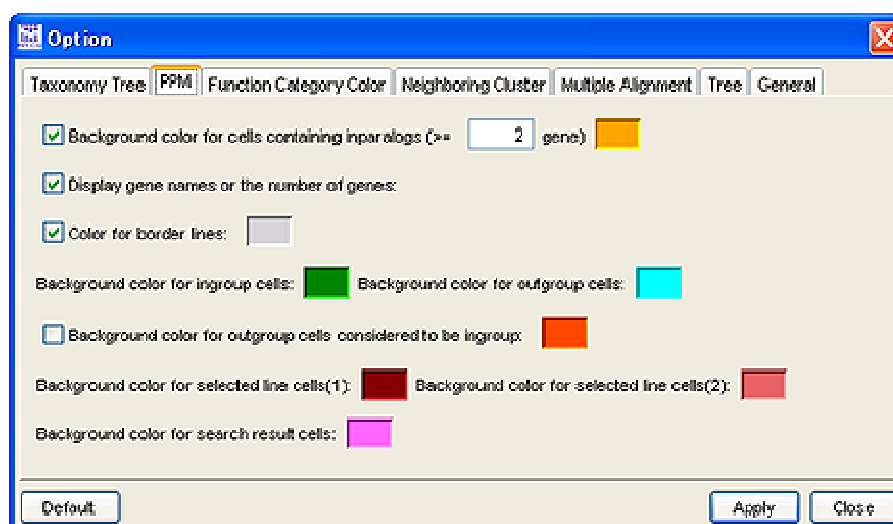 Option
Taxonomy Tree PPM Function Category Color Neighboring Cluster Multiple Alignment Tree General
Background color for cells containing inparalogs (>= 2 gene)
Display gene names or the number of genes:
Color for border lines:
Background color for ingroup cells: Background color for outgroup cells:
Background color for outgroup cells considered to be ingroup:
Background color for selected line cells(1): Background color for selected line cells(2):
Background color for search result cells:
Default Apply Close